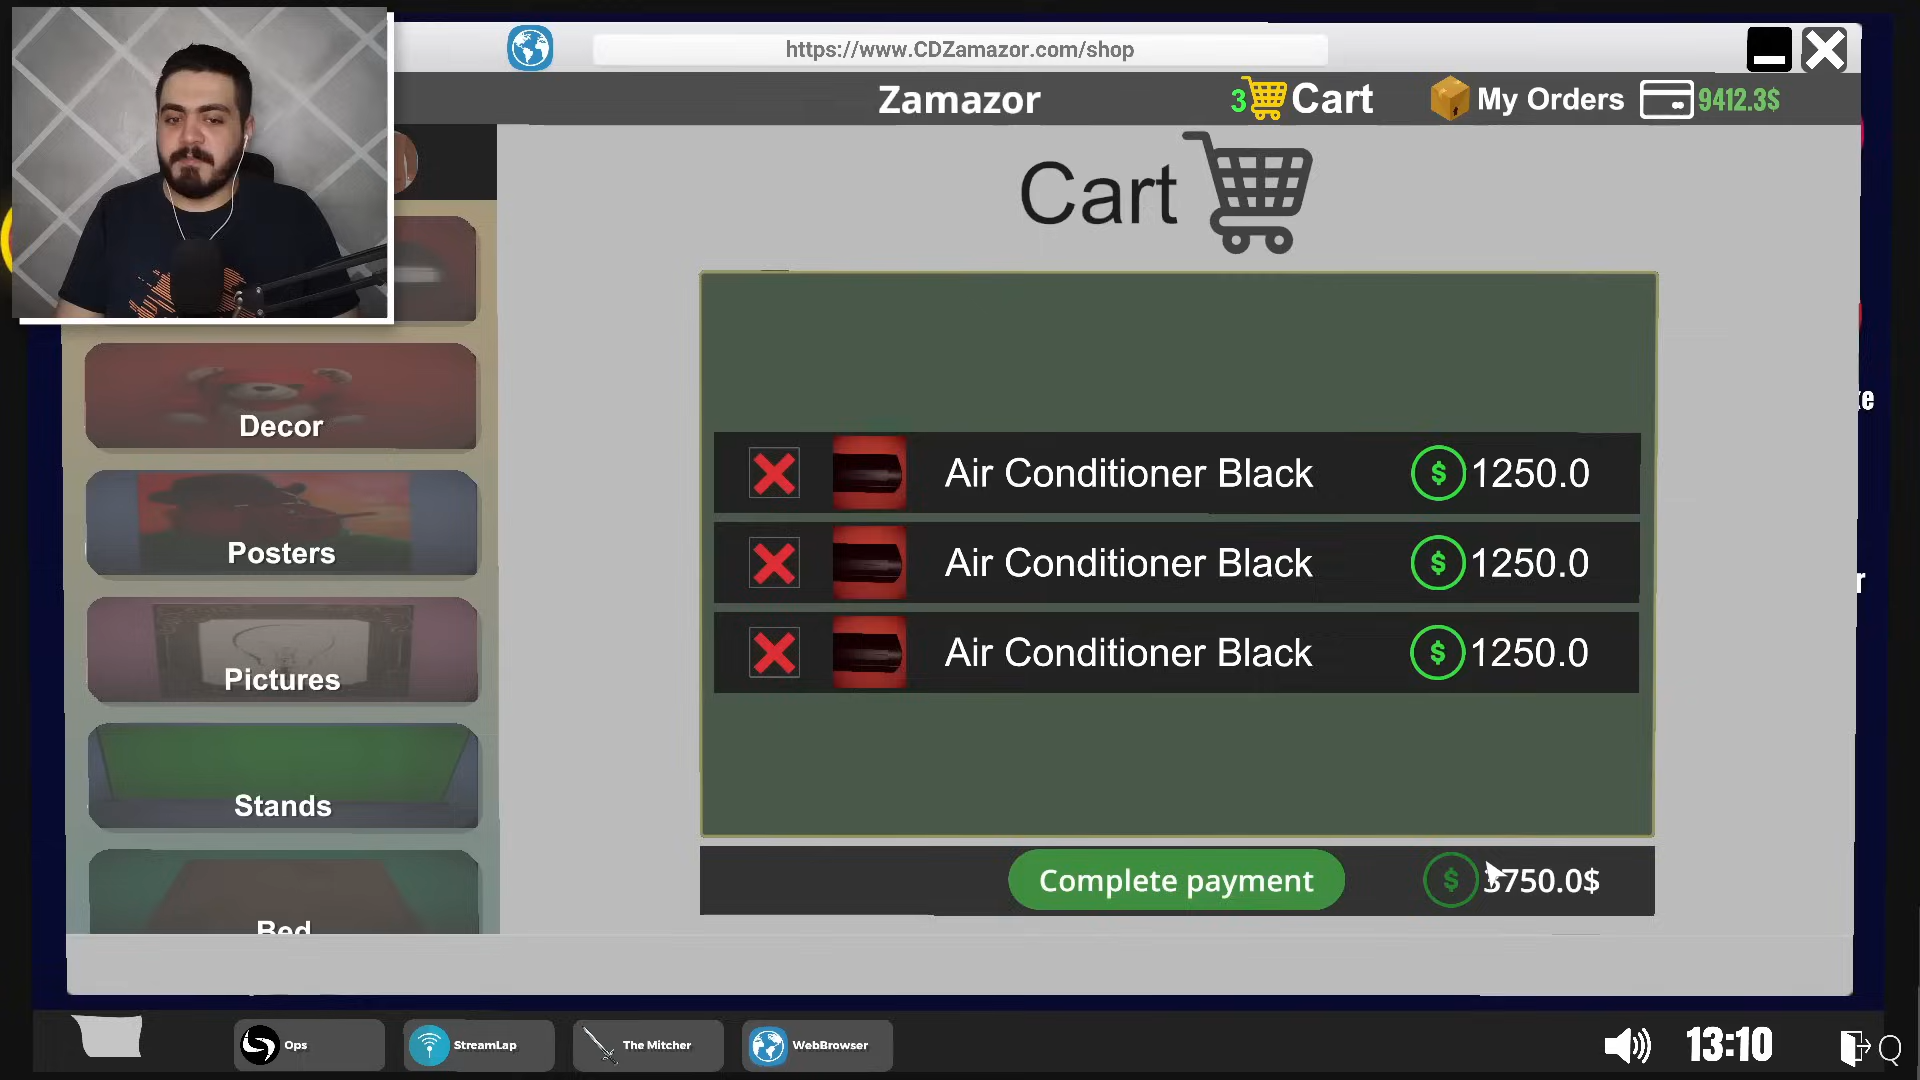 https://www.CDZamazor.com/shop
Zamazor
3 Cart
My Orders
9412.3$
Cart
Decor
Posters
Pictures
Stands
Bed
Air Conditioner Black $ 1250.0
Air Conditioner Black $ 1250.0
Air Conditioner Black $ 1250.0
Complete payment
$ 3750.0$
Ops
StreamLap
The Mitcher
WebBrowser
13:10
Q